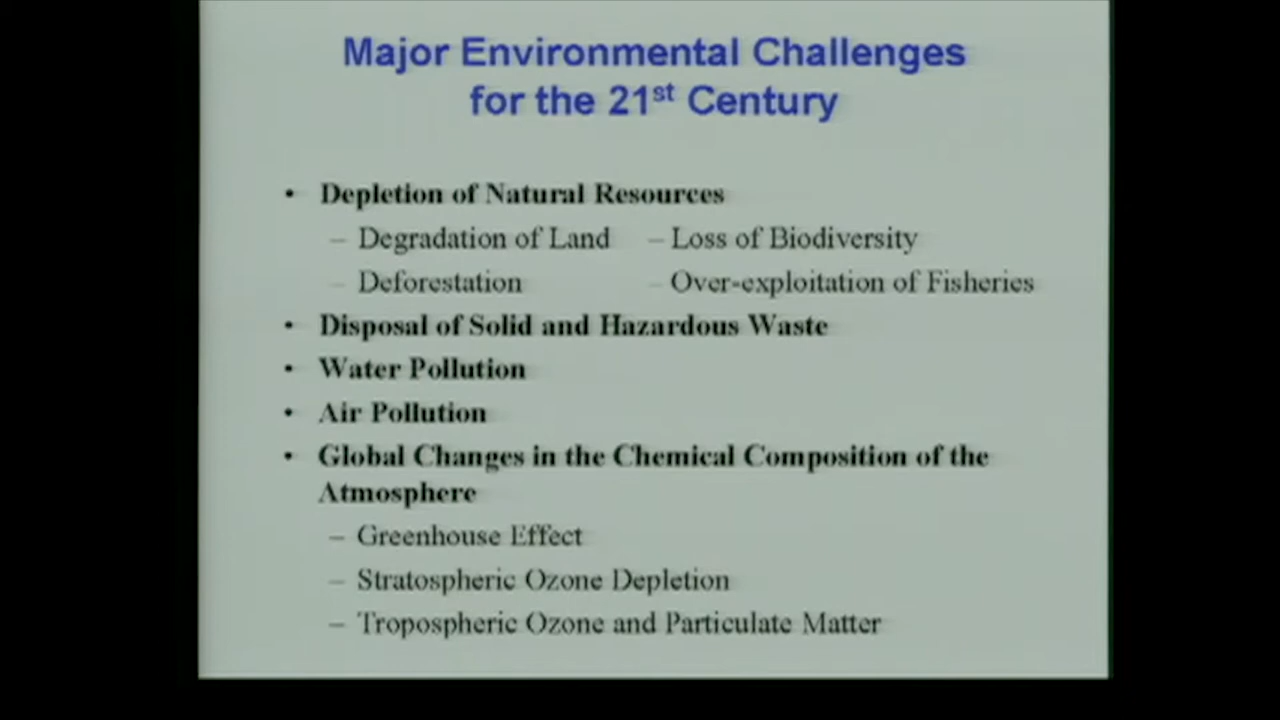 Major Environmental Challenges
for the 21st Century
• Depletion of Natural Resources
– Degradation of Land – Loss of Biodiversity
– Deforestation – Over-exploitation of Fisheries
• Disposal of Solid and Hazardous Waste
• Water Pollution
• Air Pollution
• Global Changes in the Chemical Composition of the
Atmosphere
– Greenhouse Effect
– Stratospheric Ozone Depletion
– Tropospheric Ozone and Particulate Matter